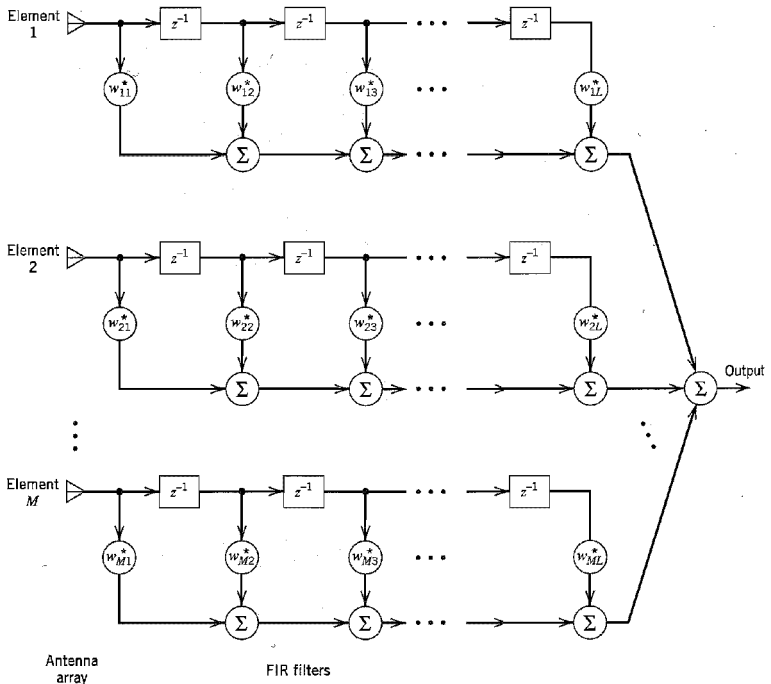 Element
1
z⁻¹ z⁻¹ • • • z⁻¹
w*₁₁ w*₁₂ w*₁₃ • • • w*₁L
Σ Σ • • • Σ
Element
2
z⁻¹ z⁻¹ • • • z⁻¹
w*₂₁ w*₂₂ w*₂₃ • • • w*₂L
Σ Σ • • • Σ
Σ Output
Element
M
z⁻¹ z⁻¹ • • • z⁻¹
w*M1 w*M2 w*M3 • • • w*ML
Σ Σ • • • Σ
Antenna
array
FIR filters